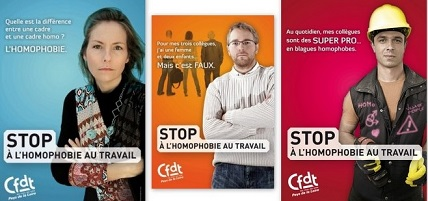 Quelle est la différence
entre une cadre
et une cadre homo ?
L'HOMOPHOBIE.
STOP
À L'HOMOPHOBIE AU TRAVAIL
Cfdt
Pays de la Loire
Pour mes trois collègues,
j'ai une femme
et deux enfants.
Mais c'est FAUX.
STOP
À L'HOMOPHOBIE AU TRAVAIL
Cfdt
Pays de la Loire
Au quotidien, mes collègues
sont des SUPER PRO...
en blagues homophobes.
STOP
À L'HOMOPHOBIE AU TRAVAIL
Cfdt
Pays de la Loire